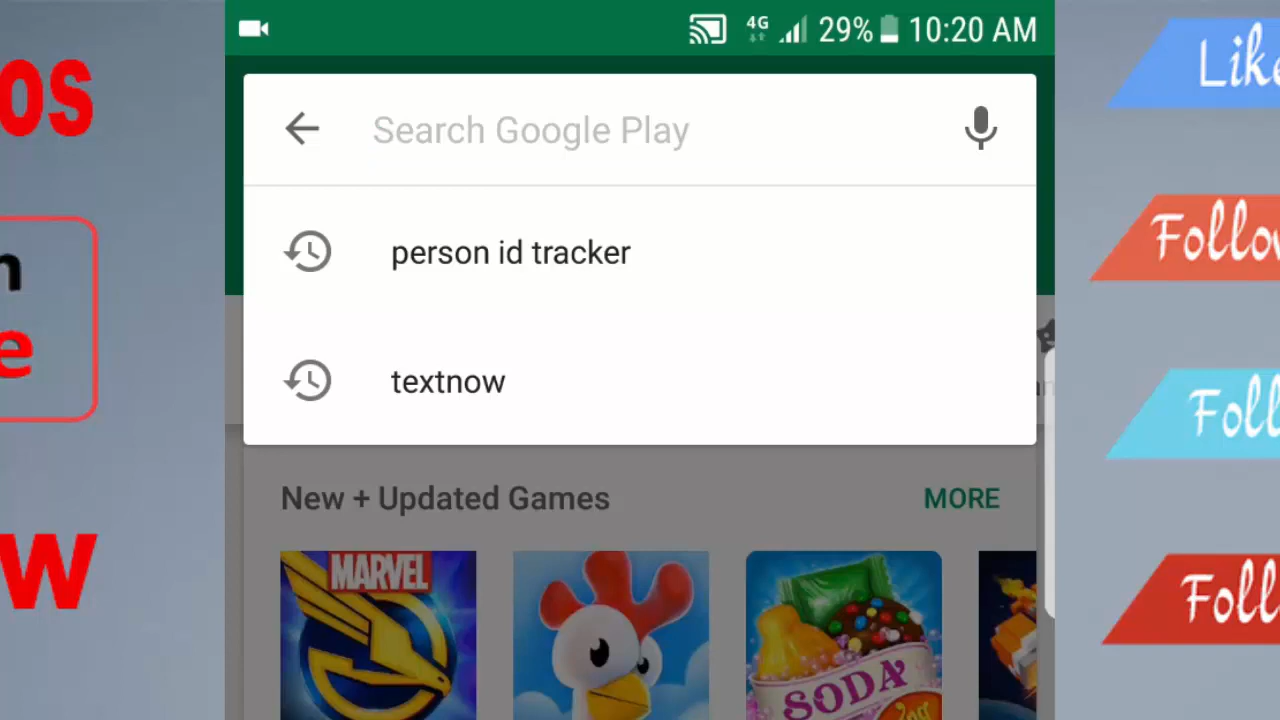 OS
4G 29% 10:20 AM
Like
Search Google Play
Follow
person id tracker
textnow
New + Updated Games
MORE
W
MARVEL
SODA